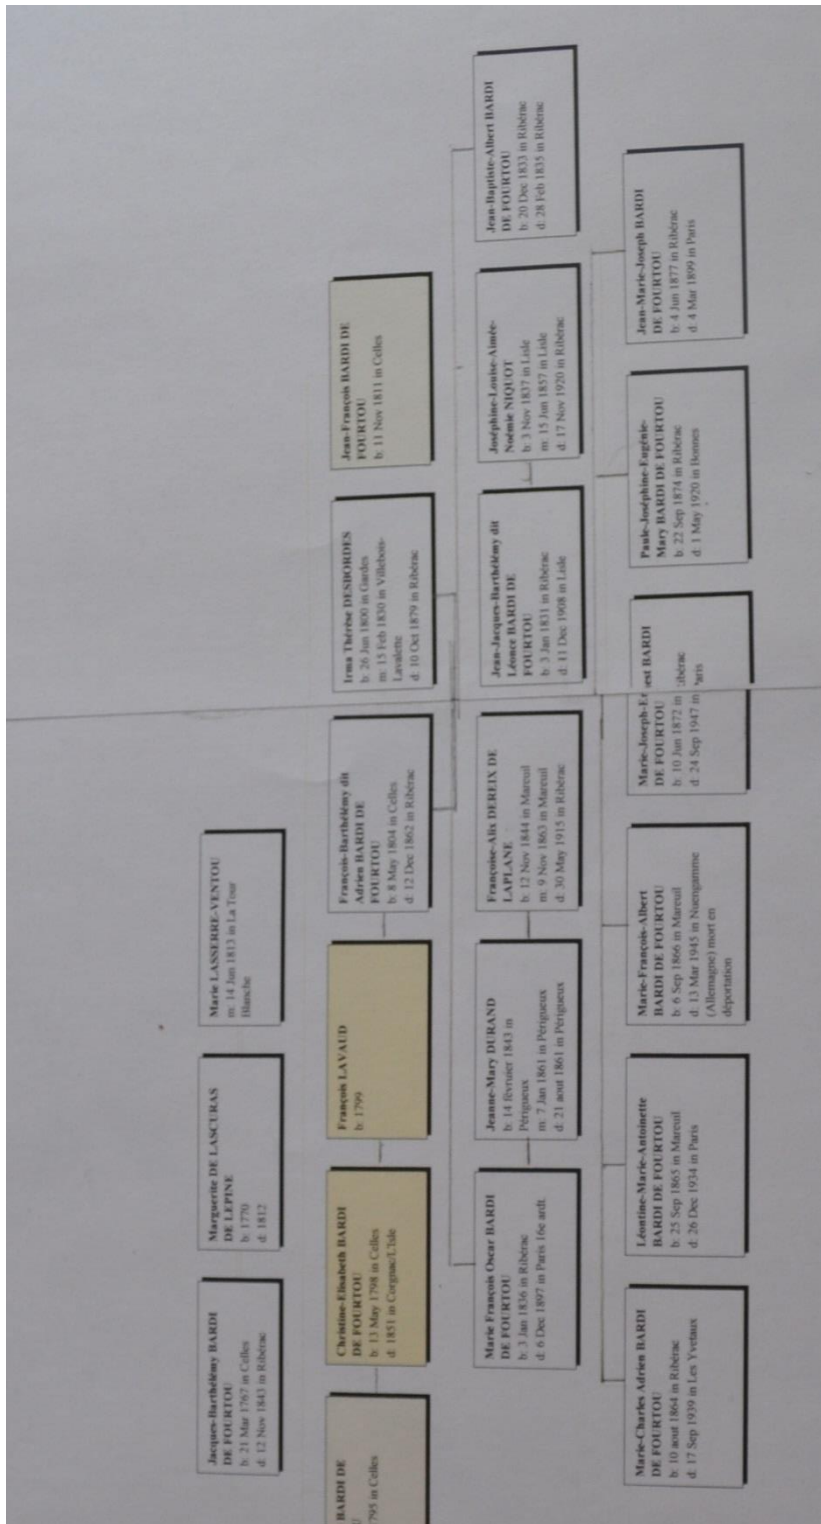 Jacques-Barthélémy BARDI
DE FOURTOU
b: 21 Mar 1767 in Celles
d: 12 Nov 1843 in Ribérac
Marguerite DE LASCURAS
DE LEPINE
b: 1770
d: 1812
Marie LASSERRE-VENTOU
m: 14 Jun 1813 in La Tour
Blanche
BARDI DE
795 in Celles
Christine-Elisabeth BARDI
DE FOURTOU
b: 13 May 1798 in Celles
d: 1851 in Corgnac/L'Isle
François LAVAUD
b: 1799
François-Barthélémy dit
Adrien BARDI DE
FOURTOU
b: 8 May 1804 in Celles
d: 12 Dec 1862 in Ribérac
Irma Thérèse DESBORDES
b: 26 Jun 1800 in Gardes
m: 15 Feb 1830 in Villebois-
Lavalette
d: 10 Oct 1879 in Ribérac
Jean-François BARDI DE
FOURTOU
b: 11 Nov 1811 in Celles
Marie François Oscar BARDI
DE FOURTOU
b: 3 Jan 1836 in Ribérac
d: 6 Dec 1897 in Paris 16e ardt.
Jeanne-Mary DURAND
b: 14 février 1843 in
Périgueux
m: 7 Jan 1861 in Périgueux
d: 21 aout 1861 in Périgueux
Françoise-Alix DEREIX DE
LAPLANE
b: 12 Nov 1844 in Mareuil
m: 9 Nov 1863 in Mareuil
d: 30 May 1915 in Ribérac
Jean-Jacques-Barthélémy dit
Léonce BARDI DE
FOURTOU
b: 3 Jan 1831 in Ribérac
d: 11 Dec 1908 in Lisle
Joséphine-Louise-Aimée-
Noémie NIQUOT
b: 3 Nov 1837 in Lisle
m: 15 Jun 1857 in Lisle
d: 17 Nov 1920 in Ribérac
Jean-Baptiste-Albert BARDI
DE FOURTOU
b: 20 Dec 1833 in Ribérac
d: 28 Feb 1835 in Ribérac
Marie-Charles Adrien BARDI
DE FOURTOU
b: 10 aout 1864 in Ribérac
d: 17 Sep 1939 in Les Yvetaux
Léontine-Marie-Antoinette
BARDI DE FOURTOU
b: 25 Sep 1865 in Mareuil
d: 26 Dec 1934 in Paris
Marie-François-Albert
BARDI DE FOURTOU
b: 6 Sep 1866 in Mareuil
d: 13 Mar 1945 in Nuengamme
(Allemagne) mort en
déportation
Marie-Joseph-Er est BARDI
DE FOURTOU
b: 10 Jun 1872 in Ribérac
d: 24 Sep 1947 in Paris
Paule-Joséphine-Eugénie-
Mary BARDI DE FOURTOU
b: 22 Sep 1874 in Ribérac
d: 1 May 1920 in Bonnes
Jean-Marie-Joseph BARDI
DE FOURTOU
b: 4 Jun 1877 in Ribérac
d: 4 Mar 1899 in Paris